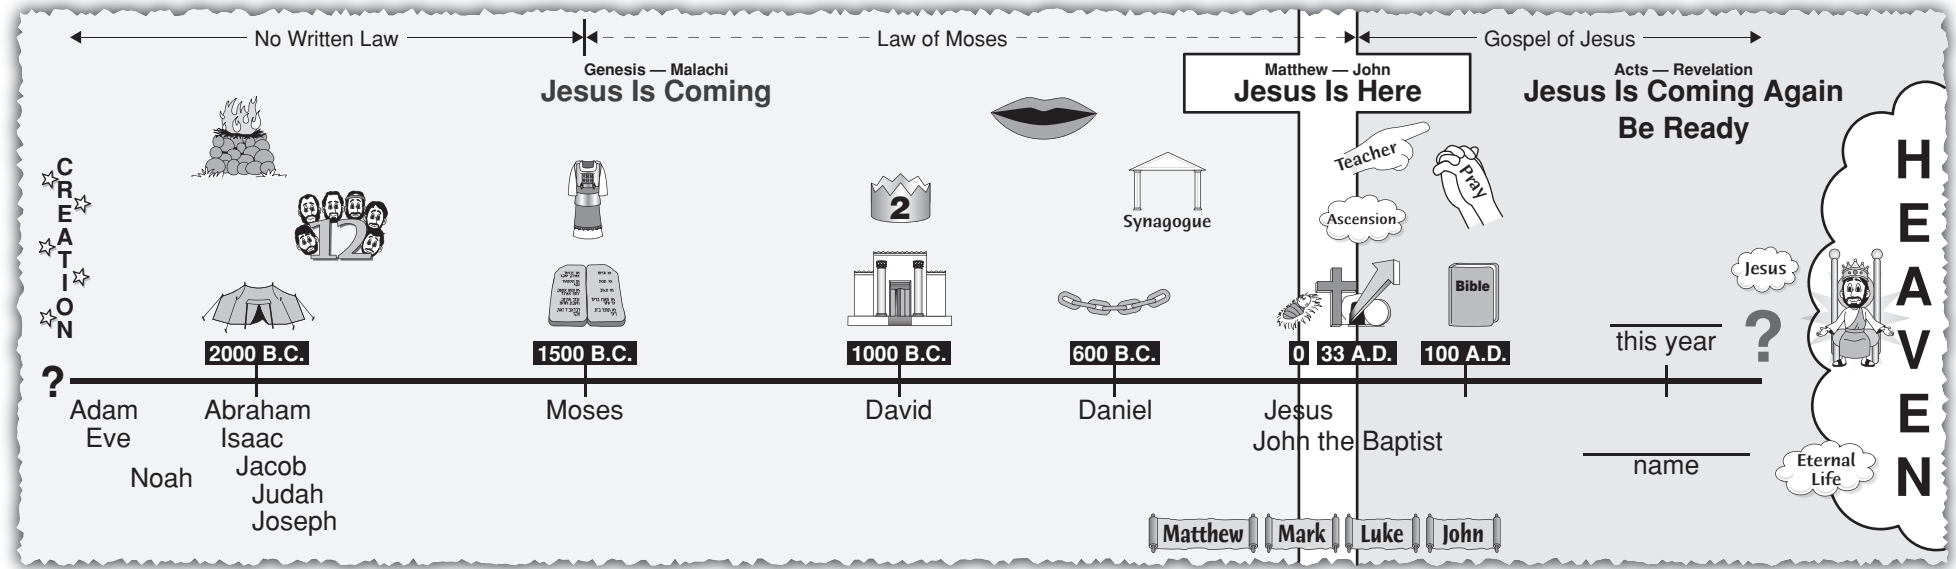 No Written Law
Law of Moses
Gospel of Jesus
Genesis — Malachi
Jesus Is Coming
Matthew — John
Jesus Is Here
Acts — Revelation
Jesus Is Coming Again
Be Ready
CREATION
12
2
Synagogue
Teacher
Pray
Ascension
Bible
Jesus
HEAVEN
this year
?
2000 B.C.
1500 B.C.
1000 B.C.
600 B.C.
0
33 A.D.
100 A.D.
?
Adam
Eve
Noah
Abraham
Isaac
Jacob
Judah
Joseph
Moses
David
Daniel
Jesus
John the Baptist
name
Eternal
Life
Matthew
Mark
Luke
John